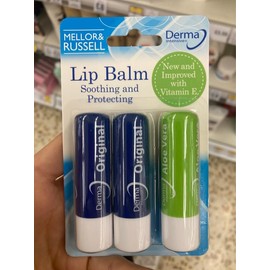 MELLOR&
RUSSELL
Derma
Lip Balm
Soothing and
Protecting
New and
Improved with
Vitamin E
Derma Original
Derma Original
Aloe Vera